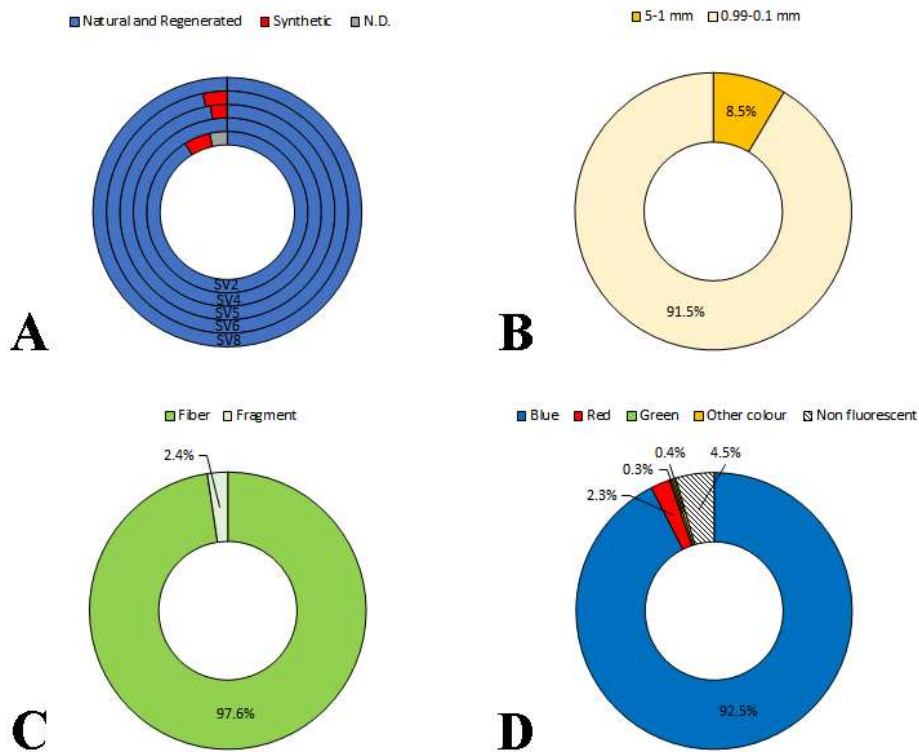 Natural and Regenerated Synthetic N.D.
SV2
SV4
SV5
SV6
SV8
A
5-1 mm 0.99-0.1 mm
8.5%
91.5%
B
Fiber Fragment
2.4%
97.6%
C
Blue Red Green Other colour Non fluorescent
0.4% 4.5%
0.3%
2.3%
92.5%
D